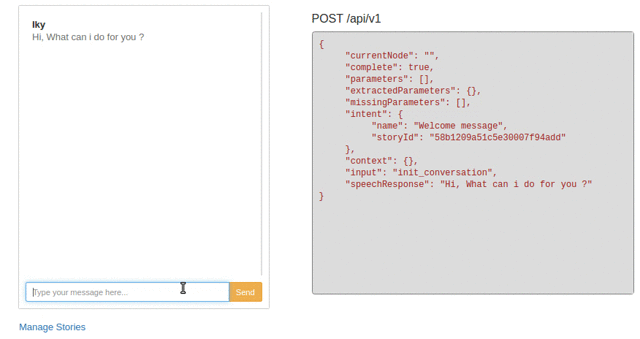 Iky
Hi, What can i do for you ?
Type your message here...
Send
Manage Stories
POST /api/v1
{
"currentNode": "",
"complete": true,
"parameters": [],
"extractedParameters": {},
"missingParameters": [],
"intent": {
"name": "Welcome message",
"storyId": "58b1209a51c5e30007f94add"
},
"context": {},
"input": "init_conversation",
"speechResponse": "Hi, What can i do for you ?"
}